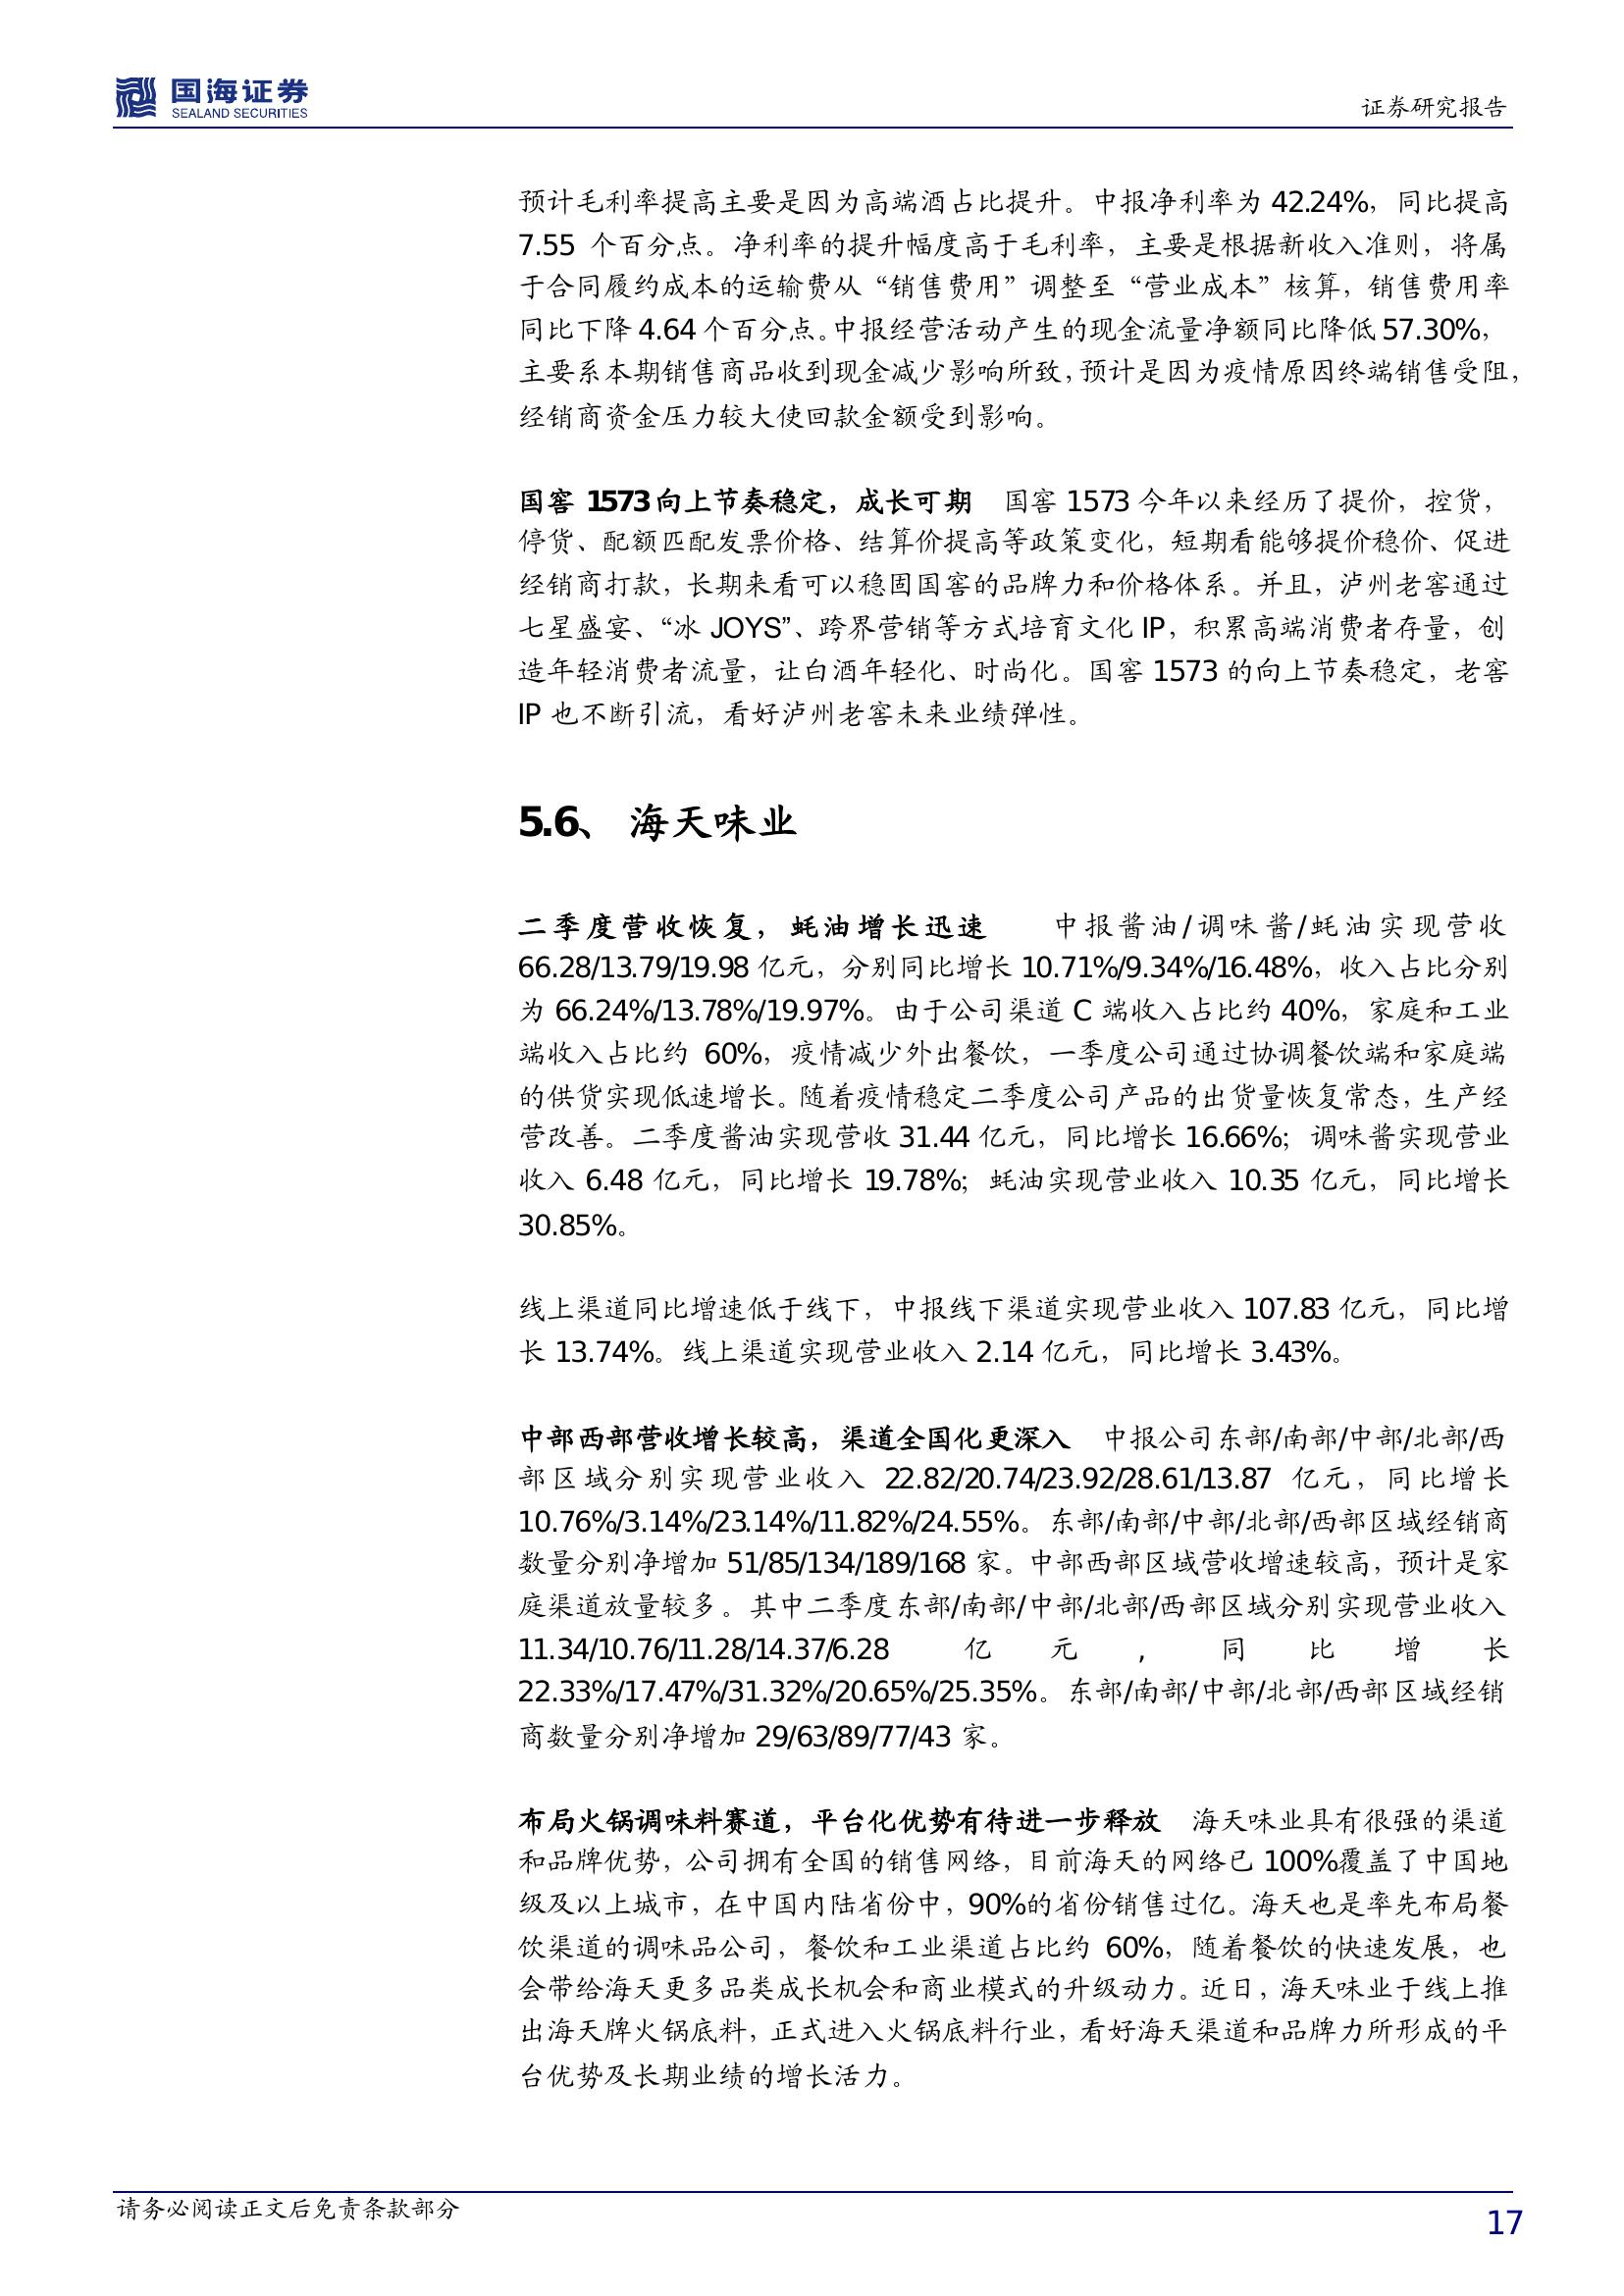 国海证券
SEALAND SECURITIES
证券研究报告
预计毛利率提高主要是因为高端酒占比提升。中报净利率为 42.24%，同比提高
7.55 个百分点。净利率的提升幅度高于毛利率，主要是根据新收入准则，将属
于合同履约成本的运输费从“销售费用”调整至“营业成本”核算，销售费用率
同比下降 4.64 个百分点。中报经营活动产生的现金流量净额同比降低 57.30%，
主要系本期销售商品收到现金减少影响所致，预计是因为疫情原因终端销售受阻，
经销商资金压力较大使回款金额受到影响。
国窖 1573 向上节奏稳定，成长可期 国窖 1573 今年以来经历了提价，控货，
停货、配额匹配发票价格、结算价提高等政策变化，短期看能够提价稳价、促进
经销商打款，长期来看可以稳固国窖的品牌力和价格体系。并且，泸州老窖通过
七星盛宴、“冰 JOYS”、跨界营销等方式培育文化 IP，积累高端消费者存量，创
造年轻消费者流量，让白酒年轻化、时尚化。国窖 1573 的向上节奏稳定，老窖
IP 也不断引流，看好泸州老窖未来业绩弹性。
5.6、 海天味业
二季度营收恢复，蚝油增长迅速 中报酱油/调味酱/蚝油实现营收
66.28/13.79/19.98 亿元，分别同比增长 10.71%/9.34%/16.48%，收入占比分别
为 66.24%/13.78%/19.97%。由于公司渠道 C 端收入占比约 40%，家庭和工业
端收入占比约 60%，疫情减少外出餐饮，一季度公司通过协调餐饮端和家庭端
的供货实现低速增长。随着疫情稳定二季度公司产品的出货量恢复常态，生产经
营改善。二季度酱油实现营收 31.44 亿元，同比增长 16.66%；调味酱实现营业
收入 6.48 亿元，同比增长 19.78%；蚝油实现营业收入 10.35 亿元，同比增长
30.85%。
线上渠道同比增速低于线下，中报线下渠道实现营业收入 107.83 亿元，同比增
长 13.74%。线上渠道实现营业收入 2.14 亿元，同比增长 3.43%。
中部西部营收增长较高，渠道全国化更深入 中报公司东部/南部/中部/北部/西
部区域分别实现营业收入 22.82/20.74/23.92/28.61/13.87 亿元，同比增长
10.76%/3.14%/23.14%/11.82%/24.55%。东部/南部/中部/北部/西部区域经销商
数量分别净增加 51/85/134/189/168 家。中部西部区域营收增速较高，预计是家
庭渠道放量较多。其中二季度东部/南部/中部/北部/西部区域分别实现营业收入
11.34/10.76/11.28/14.37/6.28 亿元，同比增长
22.33%/17.47%/31.32%/20.65%/25.35%。东部/南部/中部/北部/西部区域经销
商数量分别净增加 29/63/89/77/43 家。
布局火锅调味料赛道，平台化优势有待进一步释放 海天味业具有很强的渠道
和品牌优势，公司拥有全国的销售网络，目前海天的网络已 100%覆盖了中国地
级及以上城市，在中国内陆省份中，90%的省份销售过亿。海天也是率先布局餐
饮渠道的调味品公司，餐饮和工业渠道占比约 60%，随着餐饮的快速发展，也
会带给海天更多品类成长机会和商业模式的升级动力。近日，海天味业于线上推
出海天牌火锅底料，正式进入火锅底料行业，看好海天渠道和品牌力所形成的平
台优势及长期业绩的增长活力。
请务必阅读正文后免责条款部分
17